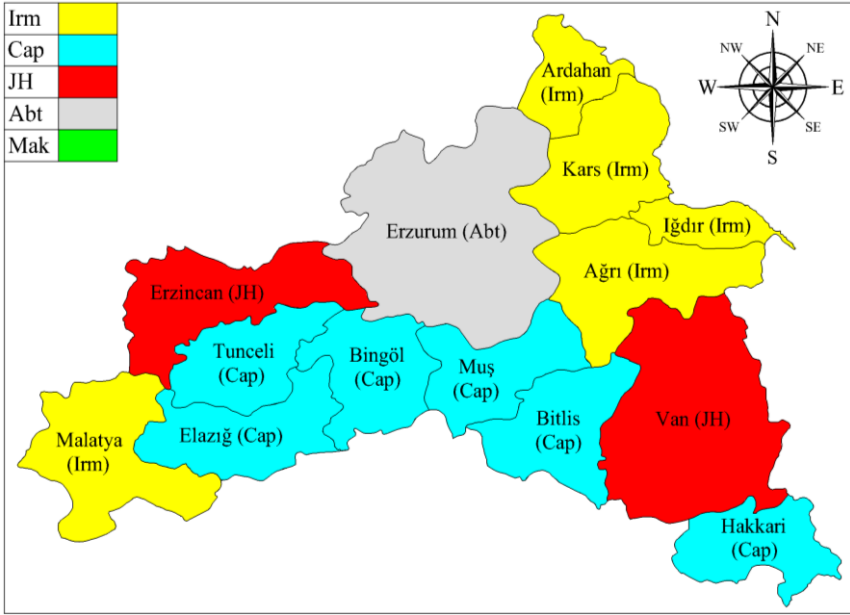 Irm
Cap
JH
Abt
Mak
N
NW
NE
W
E
SW
SE
S
Ardahan
(Irm)
Kars (Irm)
Iğdır (Irm)
Erzurum (Abt)
Ağrı (Irm)
Erzincan (JH)
Tunceli
(Cap)
Bingöl
(Cap)
Muş
(Cap)
Bitlis
(Cap)
Van (JH)
Elazığ (Cap)
Malatya
(Irm)
Hakkari
(Cap)